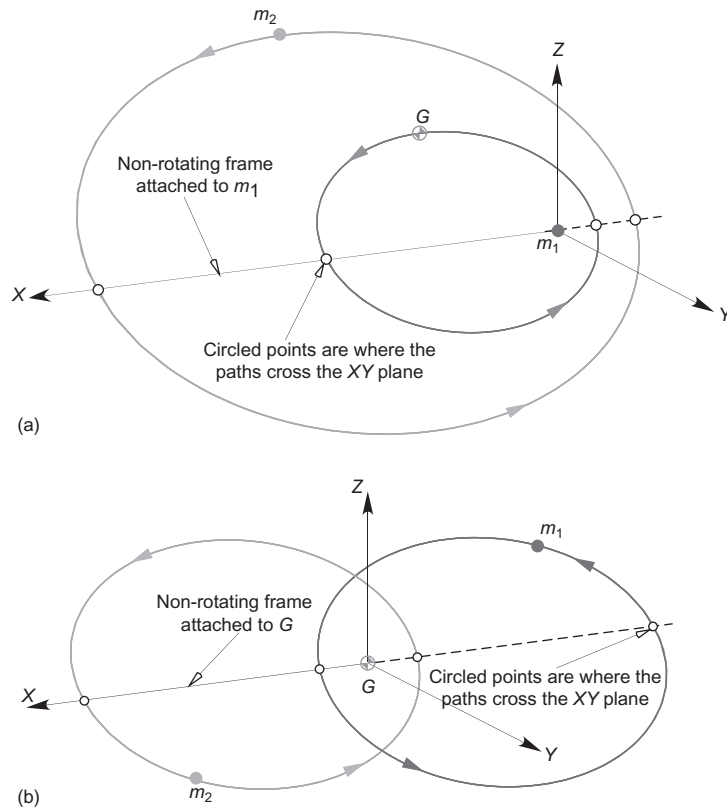 m2
Z
G
Non-rotating frame
attached to m1
m1
X
Y
Circled points are where the
paths cross the XY plane
(a)
Z
m1
Non-rotating frame
attached to G
X
G
Circled points are where the
paths cross the XY plane
Y
m2
(b)